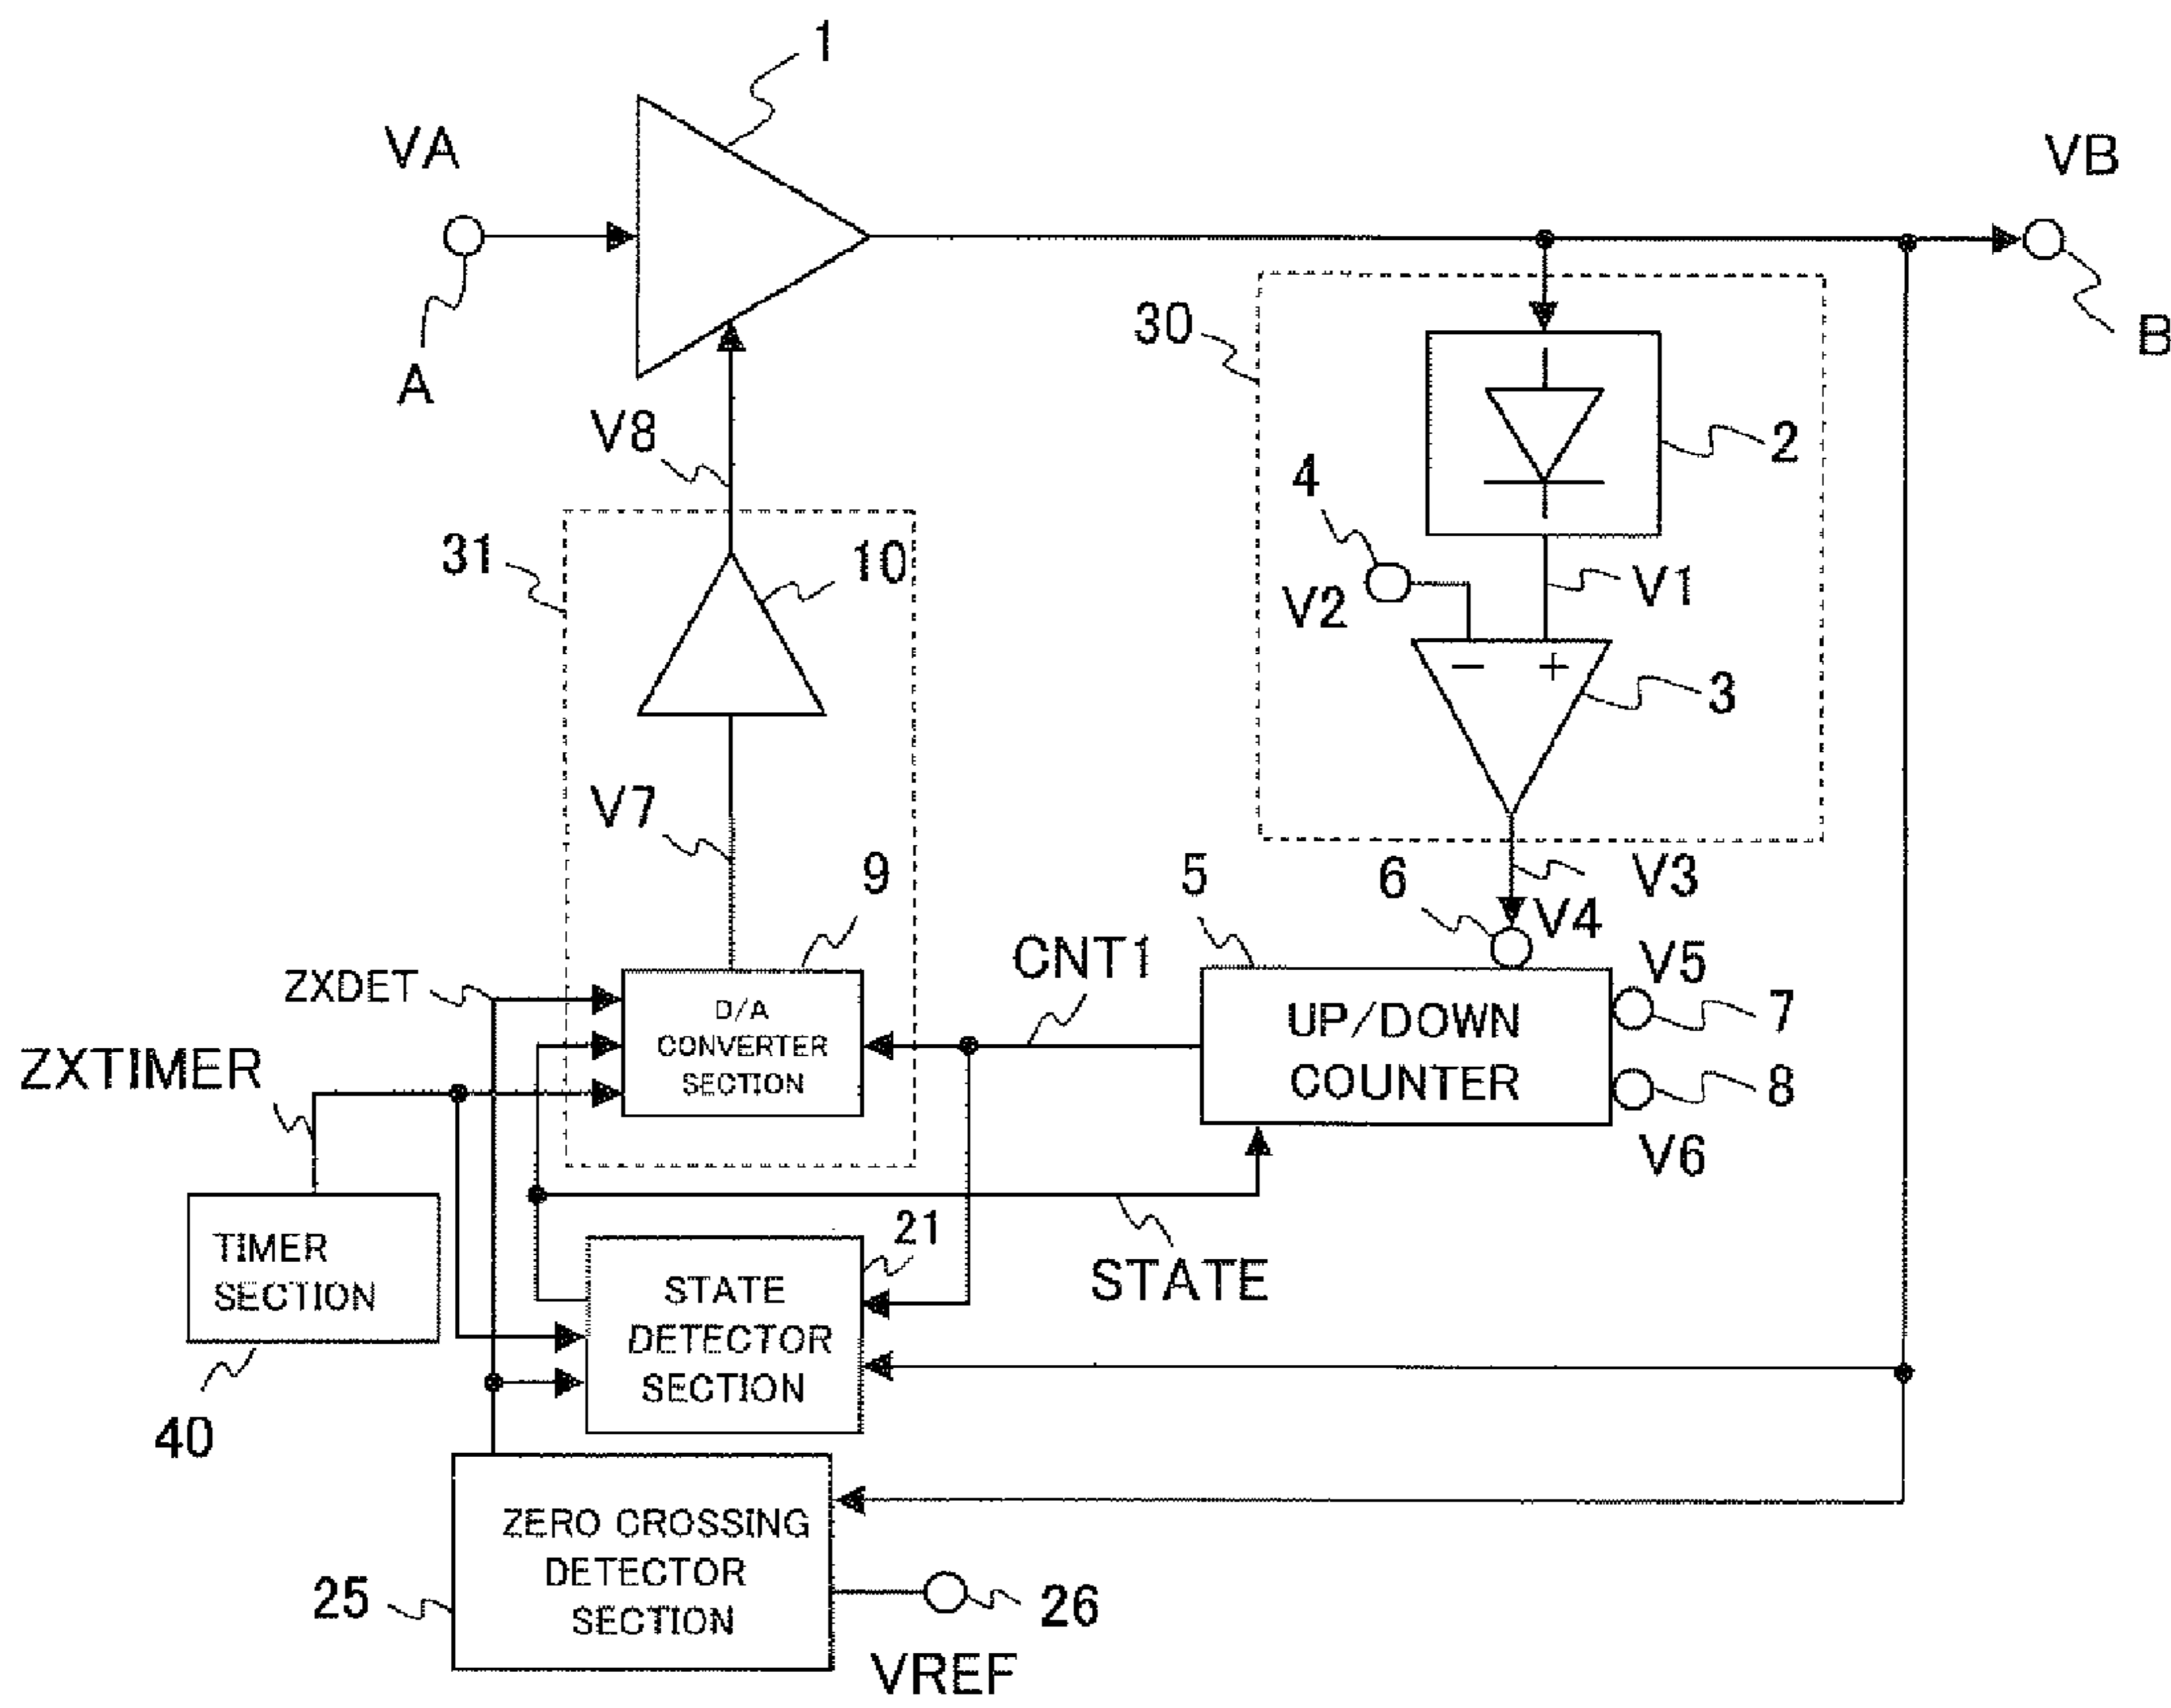 1
VA
VB
A
B
30
V8
2
4
31
10
V2
V1
−
+
3
V7
9
5
6
V3
V4
CNT1
V5
ZXDET
D/A
CONVERTER
SECTION
UP/DOWN
COUNTER
7
ZXTIMER
8
V6
21
TIMER
SECTION
STATE
DETECTOR
SECTION
STATE
40
ZERO CROSSING
DETECTOR
SECTION
25
26
VREF